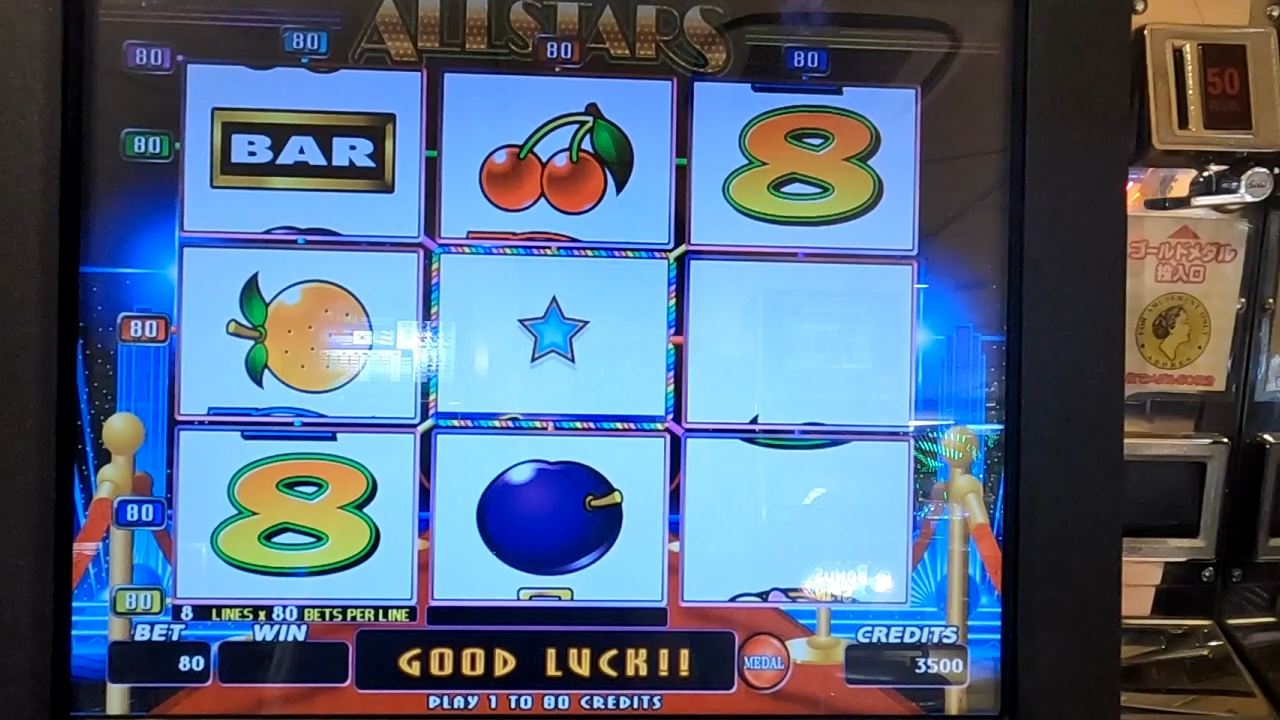 ALLSTARS
80
80
80
80
80
80
80
80
BAR
8
8
8 LINES x 80 BETS PER LINE
BET
80
WIN
GOOD LUCK!!
MEDAL
CREDITS
3500
PLAY 1 TO 80 CREDITS
50
ゴールドメダル
投入口